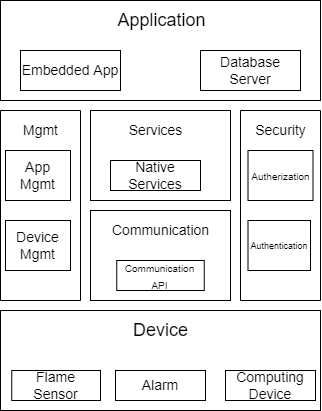 Application
Embedded App
Database
Server
Mgmt
Services
Security
App
Mgmt
Native
Services
Autherization
Device
Mgmt
Communication
Communication
API
Authentication
Device
Flame
Sensor
Alarm
Computing
Device